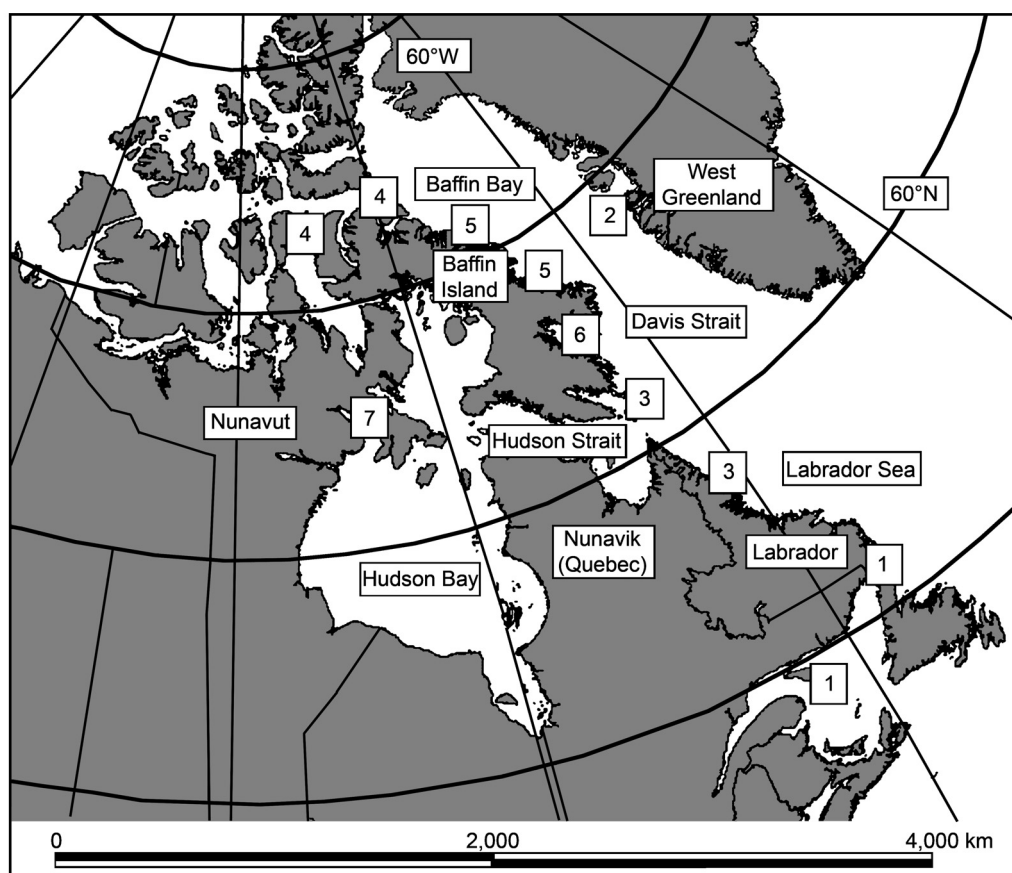 60°W
West
Greenland
60°N
Baffin Bay
4
2
5
4
Baffin
Island
5
Davis Strait
6
3
7
Nunavut
Hudson Strait
3
Labrador Sea
Nunavik
(Quebec)
Labrador
1
Hudson Bay
1
0
2,000
4,000 km